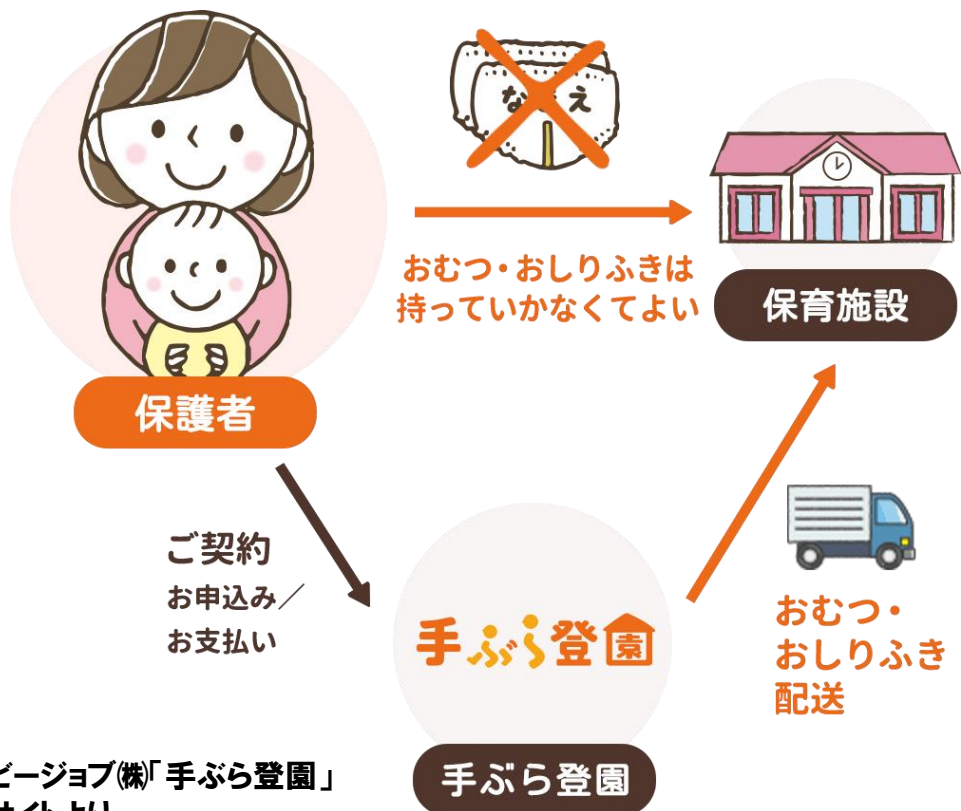 おむつ・おしりふきは
持っていかなくてよい
保育施設
保護者
ご契約
お申込み／
お支払い
手ぶら登園
おむつ・
おしりふき
配送
手ぶら登園
ビージョブ㈱「手ぶら登園」